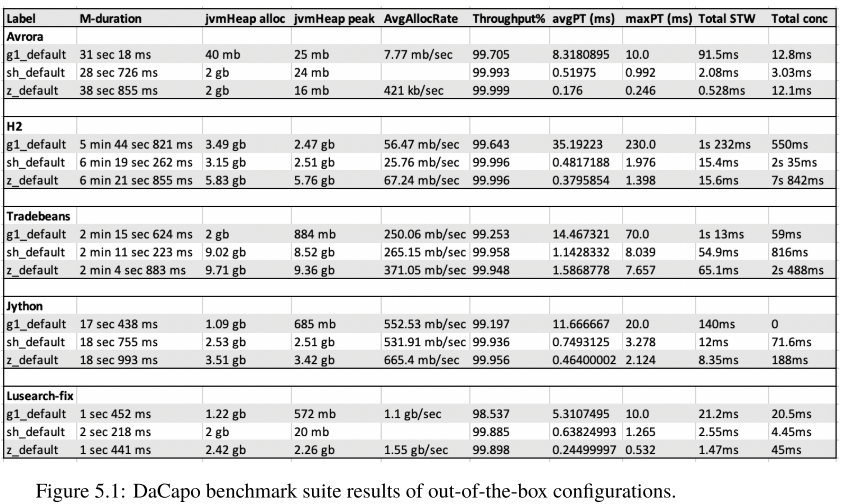 Label M-duration jvmHeap alloc jvmHeap peak AvgAllocRate Throughput% avgPT (ms) maxPT (ms) Total STW Total conc
Avrora
g1_default 31 sec 18 ms 40 mb 25 mb 7.77 mb/sec 99.705 8.3180895 10.0 91.5ms 12.8ms
sh_default 28 sec 726 ms 2 gb 24 mb 99.993 0.51975 0.992 2.08ms 3.03ms
z_default 38 sec 855 ms 2 gb 16 mb 421 kb/sec 99.999 0.176 0.246 0.528ms 12.1ms
H2
g1_default 5 min 44 sec 821 ms 3.49 gb 2.47 gb 56.47 mb/sec 99.643 35.19223 230.0 1s 232ms 550ms
sh_default 6 min 19 sec 262 ms 3.15 gb 2.51 gb 25.76 mb/sec 99.996 0.4817188 1.976 15.4ms 2s 35ms
z_default 6 min 21 sec 855 ms 5.83 gb 5.76 gb 67.24 mb/sec 99.996 0.3795854 1.398 15.6ms 7s 842ms
Tradebeans
g1_default 2 min 15 sec 624 ms 2 gb 884 mb 250.06 mb/sec 99.253 14.467321 70.0 1s 13ms 59ms
sh_default 2 min 11 sec 223 ms 9.02 gb 8.52 gb 265.15 mb/sec 99.958 1.1428332 8.039 54.9ms 816ms
z_default 2 min 4 sec 883 ms 9.71 gb 9.36 gb 371.05 mb/sec 99.948 1.5868778 7.657 65.1ms 2s 488ms
Jython
g1_default 17 sec 438 ms 1.09 gb 685 mb 552.53 mb/sec 99.197 11.666667 20.0 140ms 0
sh_default 18 sec 755 ms 2.53 gb 2.51 gb 531.91 mb/sec 99.936 0.7493125 3.278 12ms 71.6ms
z_default 18 sec 993 ms 3.51 gb 3.42 gb 665.4 mb/sec 99.956 0.46400002 2.124 8.35ms 188ms
Lusearch-fix
g1_default 1 sec 452 ms 1.22 gb 572 mb 1.1 gb/sec 98.537 5.3107495 10.0 21.2ms 20.5ms
sh_default 2 sec 218 ms 2 gb 20 mb 99.885 0.63824993 1.265 2.55ms 4.45ms
z_default 1 sec 441 ms 2.42 gb 2.26 gb 1.55 gb/sec 99.898 0.24499997 0.532 1.47ms 45ms
Figure 5.1: DaCapo benchmark suite results of out-of-the-box configurations.